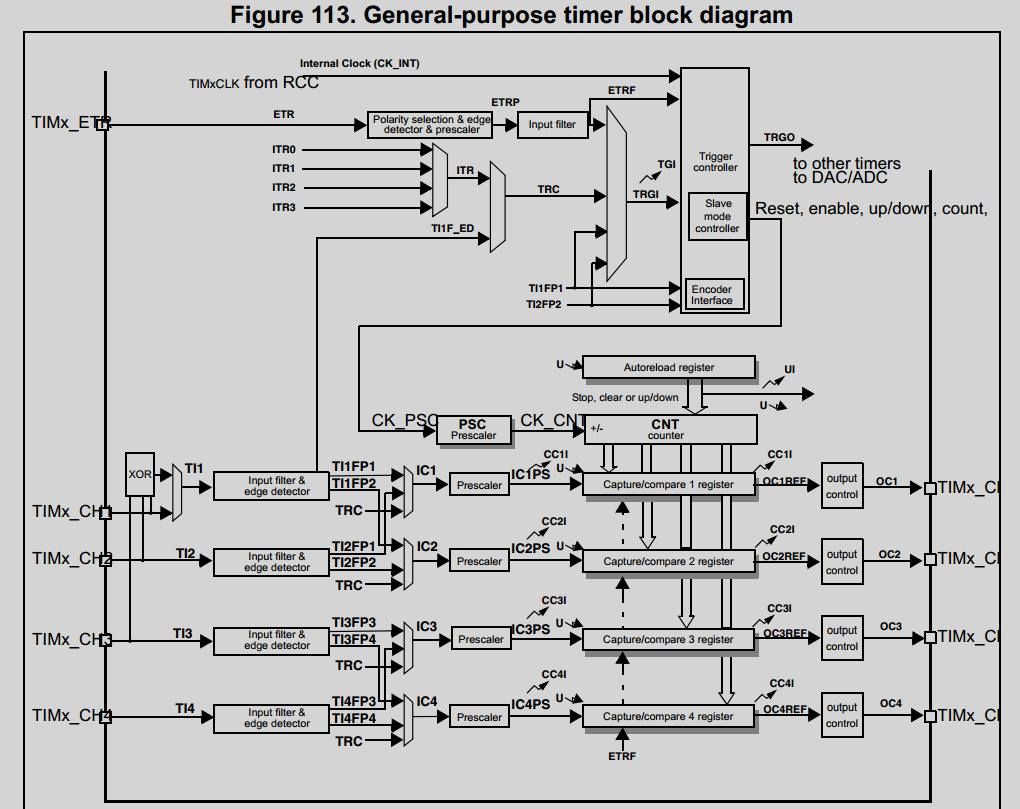 Figure 113. General-purpose timer block diagram
Internal Clock (CK_INT)
TIMxCLK from RCC
ETRF
ETRP
TIMx_ETR
ETR
Polarity selection & edge
detector & prescaler
Input filter
TRGO
to other timers
to DAC/ADC
ITR0
ITR1
ITR2
ITR3
ITR
TRC
TI1F_ED
TGI
TRGI
Trigger
controller
Slave
mode
controller
Reset, enable, up/down, count,
TI1FP1
TI2FP2
Encoder
Interface
U
Autoreload register
UI
Stop, clear or up/down
U
CK_PSC
PSC
Prescaler
CK_CNT
+/-
CNT
counter
XOR
TI1
Input filter &
edge detector
TI1FP1
TI1FP2
TRC
IC1
Prescaler
IC1PS
CC1I
U
Capture/compare 1 register
CC1I
OC1REF
output
control
OC1
TIMx_CH1
TIMx_CH
TIMx_CH2
TI2
Input filter &
edge detector
TI2FP1
TI2FP2
TRC
IC2
Prescaler
IC2PS
CC2I
U
Capture/compare 2 register
CC2I
OC2REF
output
control
OC2
TIMx_CH
TIMx_CH3
TI3
Input filter &
edge detector
TI3FP3
TI3FP4
TRC
IC3
Prescaler
IC3PS
CC3I
U
Capture/compare 3 register
CC3I
OC3REF
output
control
OC3
TIMx_CH
TIMx_CH4
TI4
Input filter &
edge detector
TI4FP3
TI4FP4
TRC
IC4
Prescaler
IC4PS
CC4I
U
Capture/compare 4 register
CC4I
OC4REF
output
control
OC4
TIMx_CH
ETRF